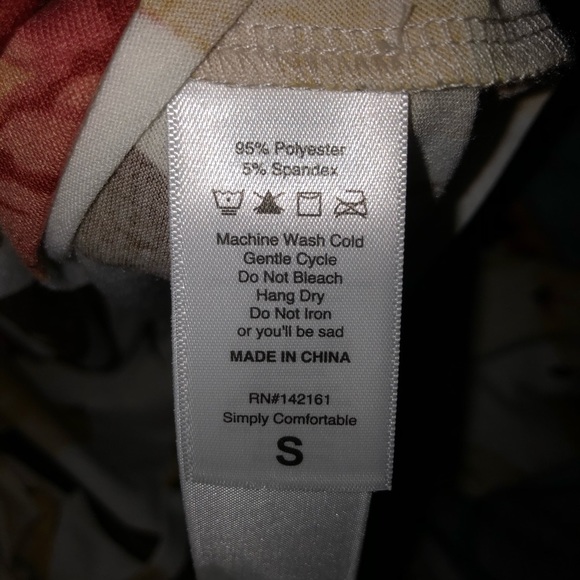 95% Polyester
5% Spandex
Machine Wash Cold
Gentle Cycle
Do Not Bleach
Hang Dry
Do Not Iron
or you'll be sad
MADE IN CHINA
RN#142161
Simply Comfortable
S